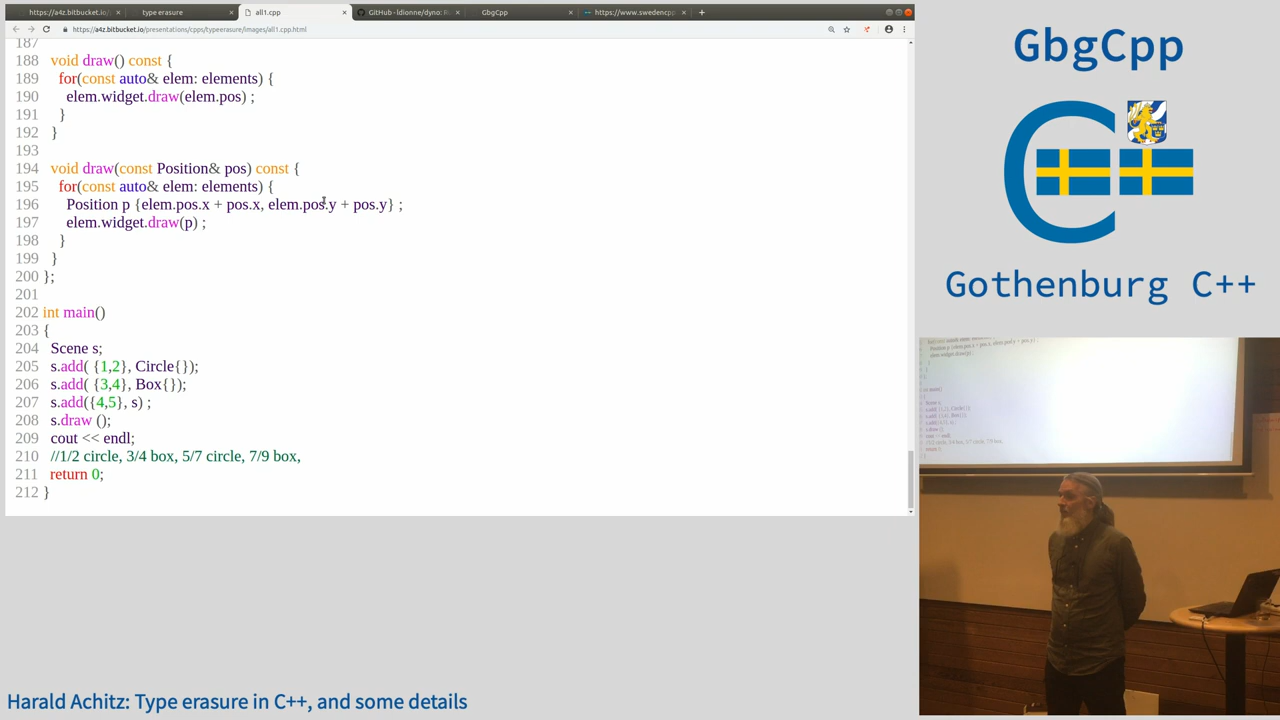 https://a4z.bitbucket.io/
type erasure
all1.cpp
GitHub - ldionne/dyno: R
GbgCpp
https://www.swedencpp
https://a4z.bitbucket.io/presentations/cpps/typeerasure/images/all1.cpp.html
187
188 void draw() const {
189 for(const auto& elem: elements) {
190 elem.widget.draw(elem.pos) ;
191 }
192 }
193
194 void draw(const Position& pos) const {
195 for(const auto& elem: elements) {
196 Position p {elem.pos.x + pos.x, elem.pos.y + pos.y} ;
197 elem.widget.draw(p) ;
198 }
199 }
200 };
201
202 int main()
203 {
204 Scene s;
205 s.add( {1,2}, Circle{});
206 s.add( {3,4}, Box{});
207 s.add({4,5}, s) ;
208 s.draw ();
209 cout << endl;
210 //1/2 circle, 3/4 box, 5/7 circle, 7/9 box,
211 return 0;
212 }
GbgCpp
Gothenburg C++
Harald Achitz: Type erasure in C++, and some details